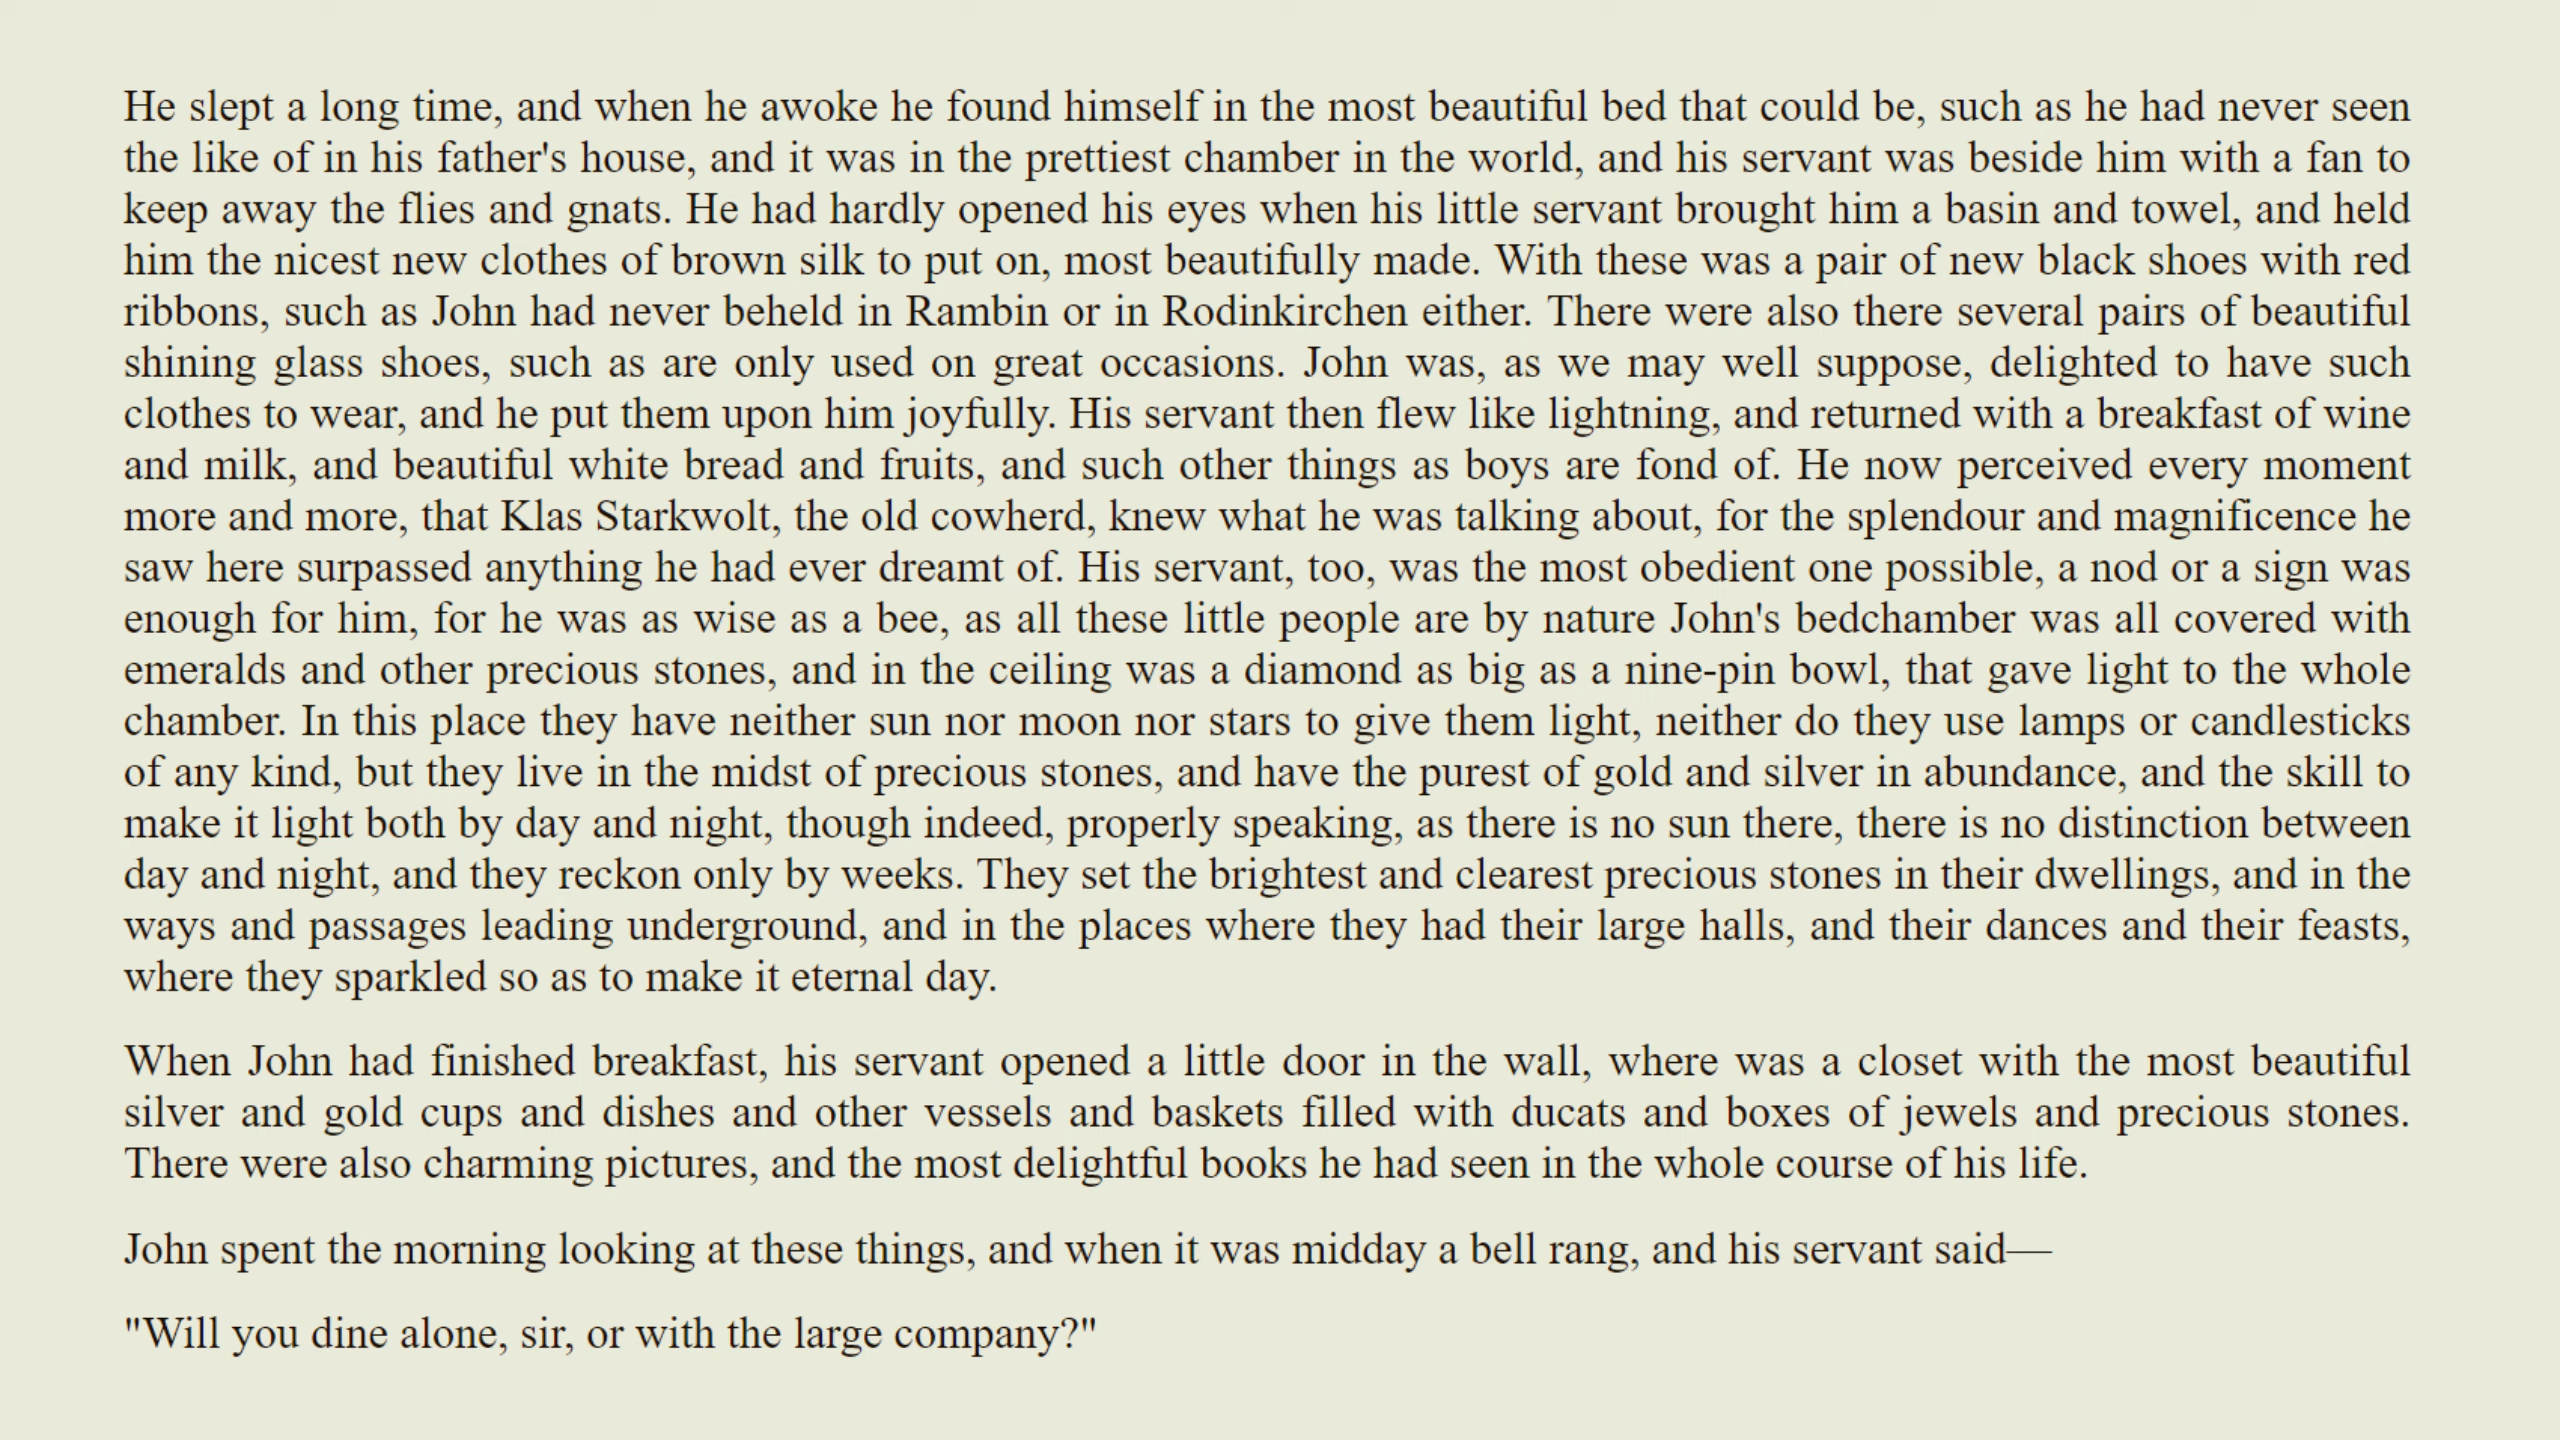 He slept a long time, and when he awoke he found himself in the most beautiful bed that could be, such as he had never seen
the like of in his father's house, and it was in the prettiest chamber in the world, and his servant was beside him with a fan to
keep away the flies and gnats. He had hardly opened his eyes when his little servant brought him a basin and towel, and held
him the nicest new clothes of brown silk to put on, most beautifully made. With these was a pair of new black shoes with red
ribbons, such as John had never beheld in Rambin or in Rodinkirchen either. There were also there several pairs of beautiful
shining glass shoes, such as are only used on great occasions. John was, as we may well suppose, delighted to have such
clothes to wear, and he put them upon him joyfully. His servant then flew like lightning, and returned with a breakfast of wine
and milk, and beautiful white bread and fruits, and such other things as boys are fond of. He now perceived every moment
more and more, that Klas Starkwolt, the old cowherd, knew what he was talking about, for the splendour and magnificence he
saw here surpassed anything he had ever dreamt of. His servant, too, was the most obedient one possible, a nod or a sign was
enough for him, for he was as wise as a bee, as all these little people are by nature John's bedchamber was all covered with
emeralds and other precious stones, and in the ceiling was a diamond as big as a nine-pin bowl, that gave light to the whole
chamber. In this place they have neither sun nor moon nor stars to give them light, neither do they use lamps or candlesticks
of any kind, but they live in the midst of precious stones, and have the purest of gold and silver in abundance, and the skill to
make it light both by day and night, though indeed, properly speaking, as there is no sun there, there is no distinction between
day and night, and they reckon only by weeks. They set the brightest and clearest precious stones in their dwellings, and in the
ways and passages leading underground, and in the places where they had their large halls, and their dances and their feasts,
where they sparkled so as to make it eternal day.
When John had finished breakfast, his servant opened a little door in the wall, where was a closet with the most beautiful
silver and gold cups and dishes and other vessels and baskets filled with ducats and boxes of jewels and precious stones.
There were also charming pictures, and the most delightful books he had seen in the whole course of his life.
John spent the morning looking at these things, and when it was midday a bell rang, and his servant said—
"Will you dine alone, sir, or with the large company?"